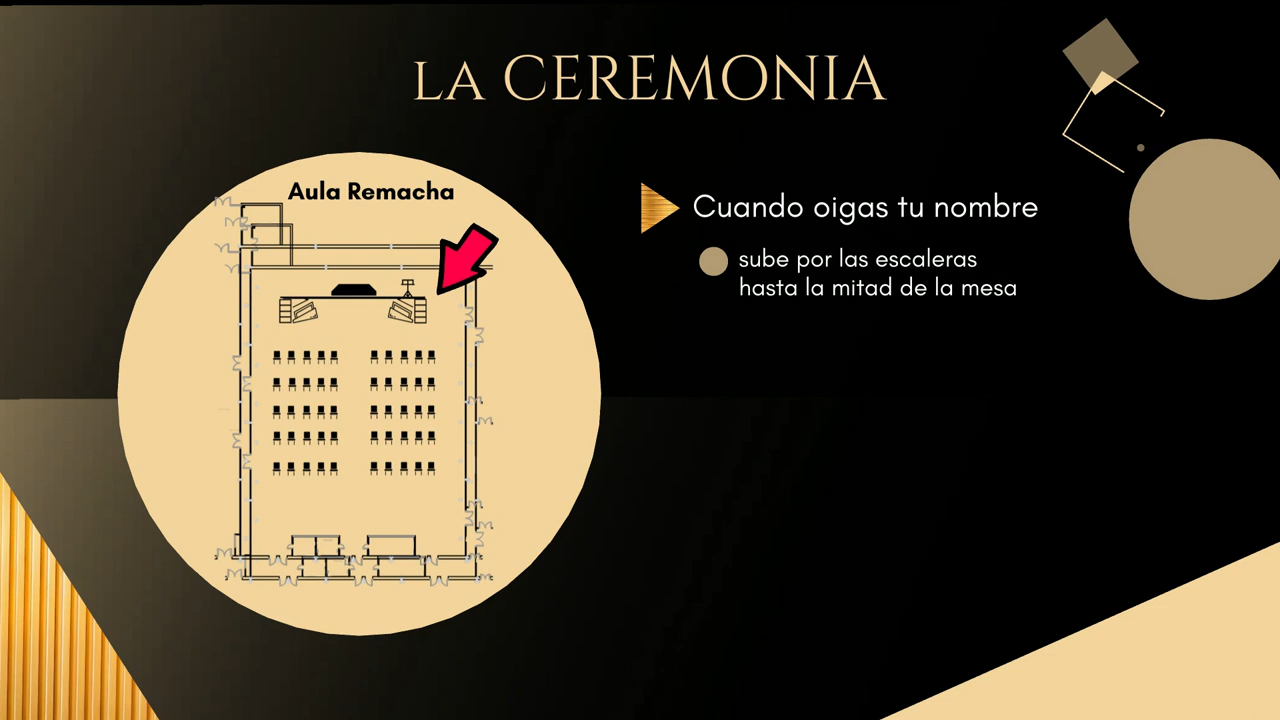 LA CEREMONIA
Aula Remacha
Cuando oigas tu nombre
sube por las escaleras
hasta la mitad de la mesa